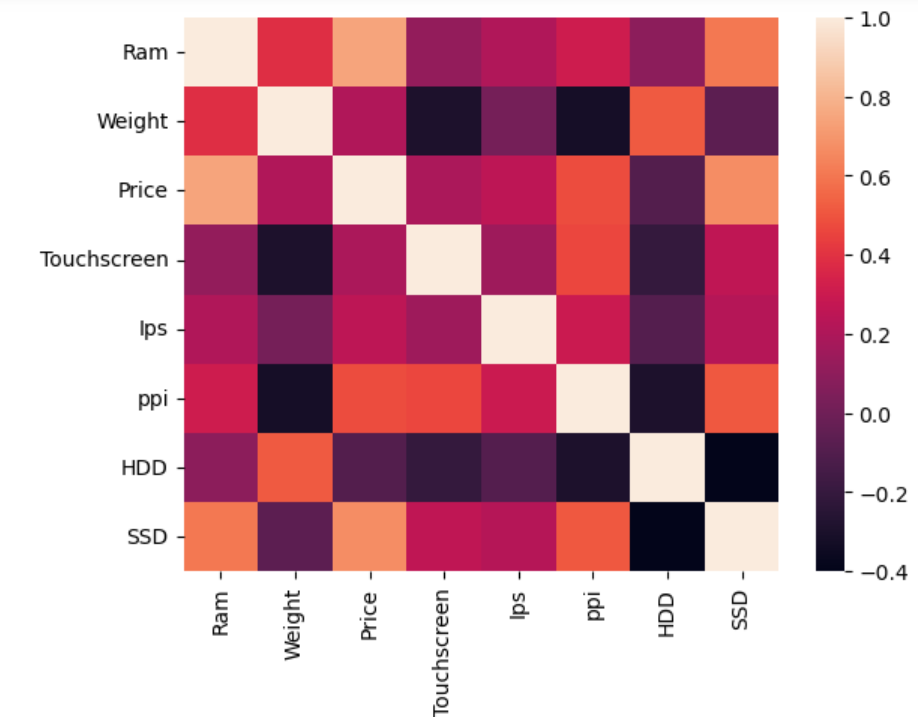 Ram
Weight
Price
Touchscreen
Ips
ppi
HDD
SSD
Ram
Weight
Price
Touchscreen
Ips
ppi
HDD
SSD
1.0
0.8
0.6
0.4
0.2
0.0
−0.2
−0.4